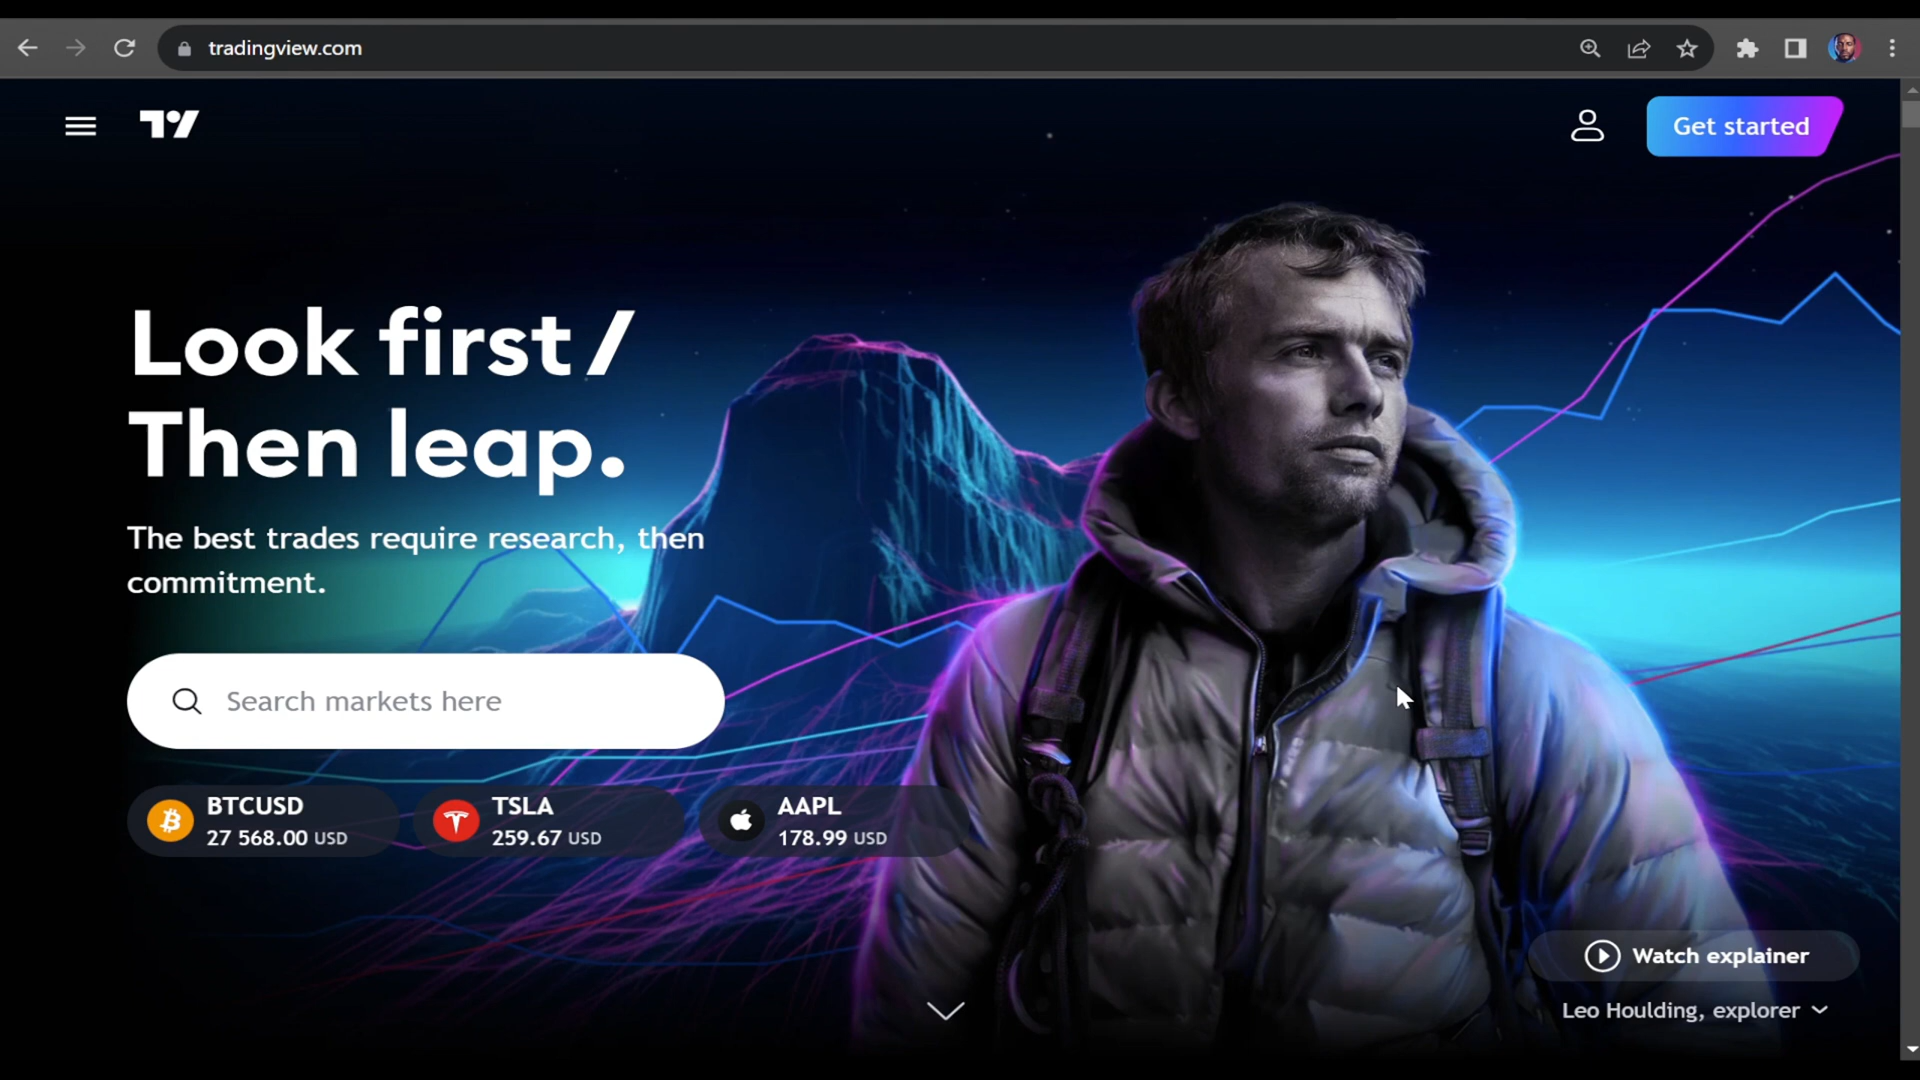 tradingview.com
Get started
Look first /
Then leap.
The best trades require research, then
commitment.
Search markets here
BTCUSD
27 568.00 USD
TSLA
259.67 USD
AAPL
178.99 USD
Watch explainer
Leo Houlding, explorer